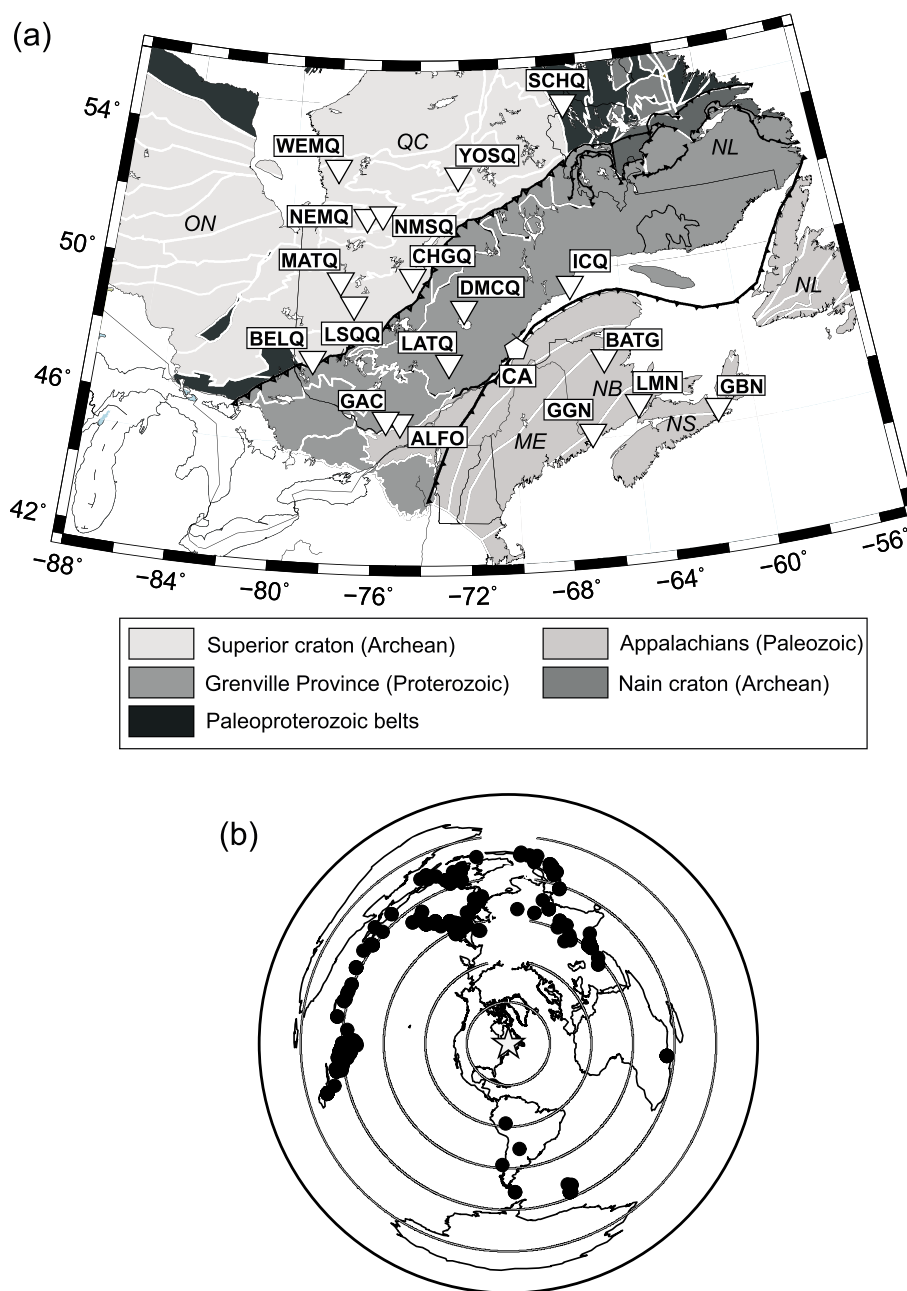 (a)
54°
50°
46°
42°
SCHQ
WEMQ
QC
YOSQ
NL
ON
NEMQ
NMSQ
MATQ
CHGQ
ICQ
DMCQ
NL
BELQ
LSQQ
LATQ
BATG
CA
LMN
GBN
NB
GAC
GGN
NS
ALFO
ME
−88°
−84°
−80°
−76°
−72°
−68°
−64°
−60°
−56°
Superior craton (Archean)
Appalachians (Paleozoic)
Grenville Province (Proterozoic)
Nain craton (Archean)
Paleoproterozoic belts
(b)